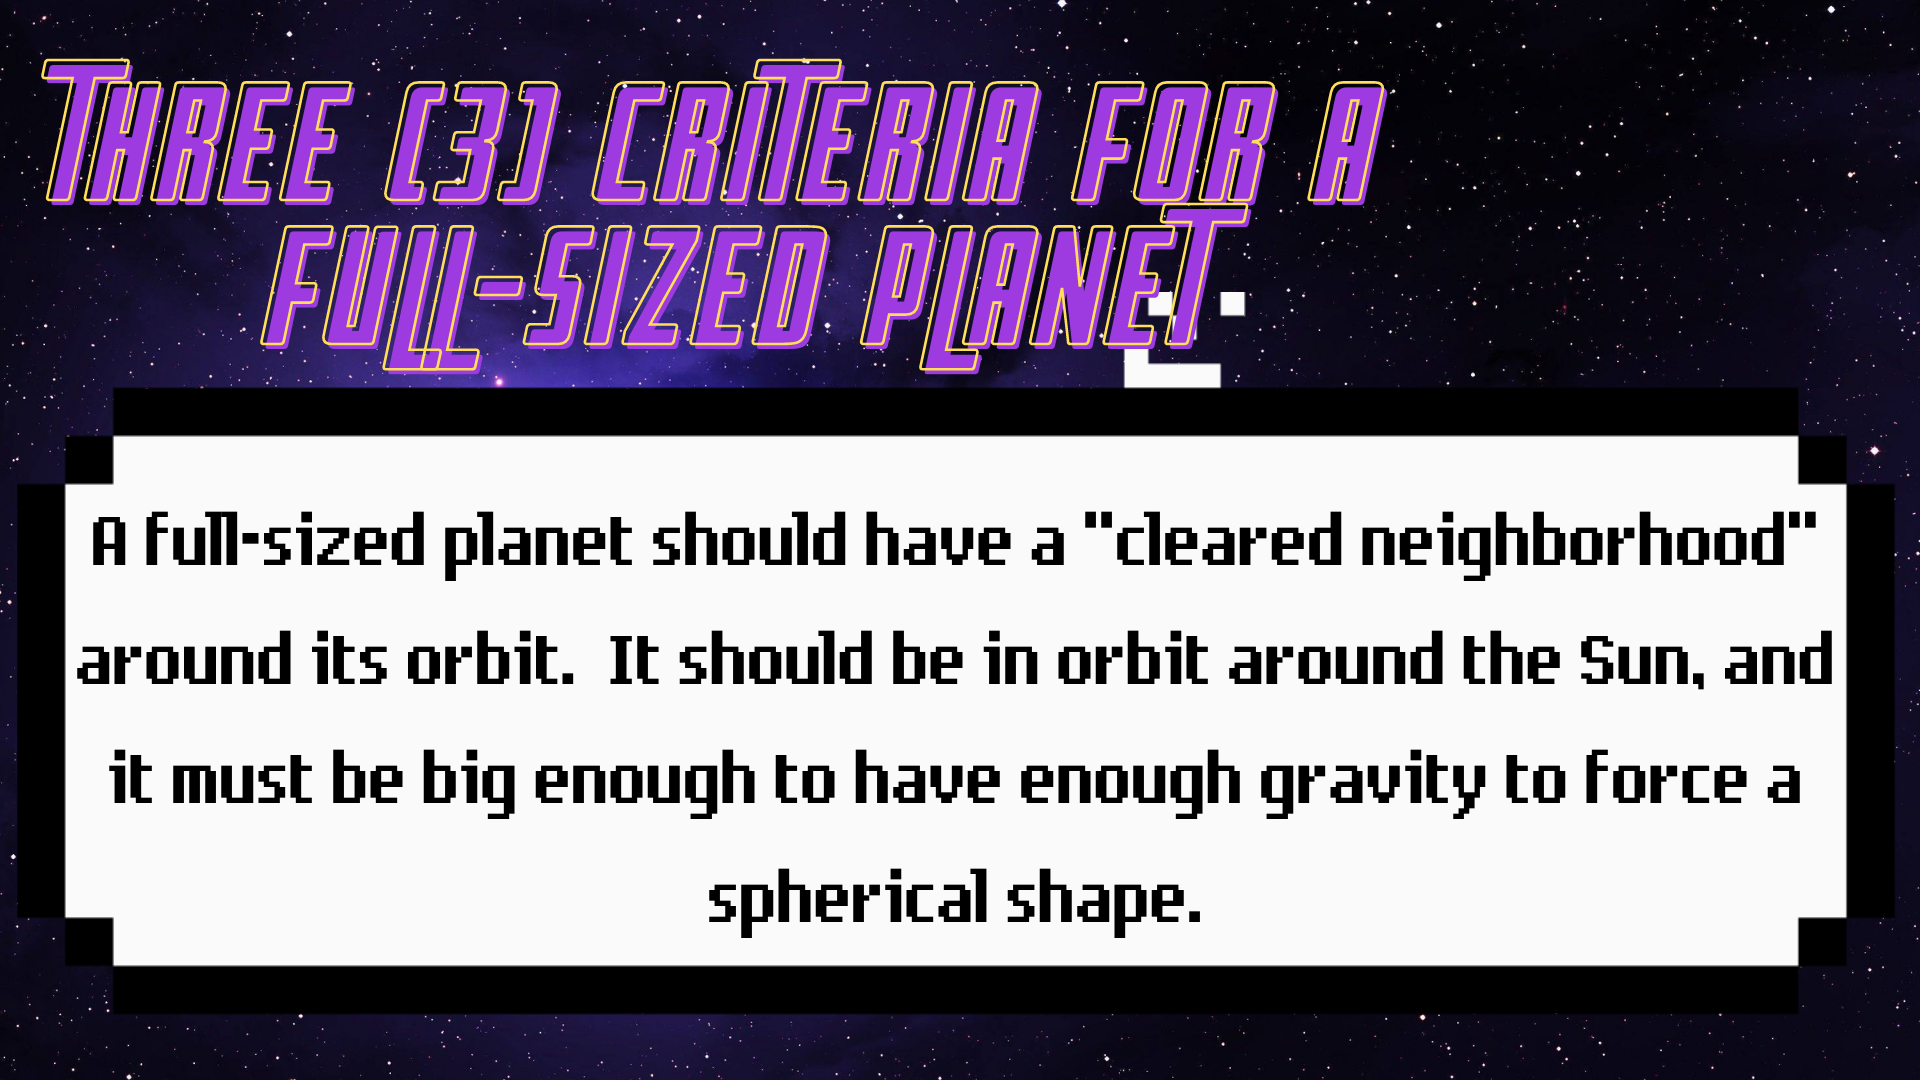 THREE (3) CRITERIA FOR A
FULL-SIZED PLANET
A full-sized planet should have a "cleared neighborhood"
around its orbit.  It should be in orbit around the Sun, and
it must be big enough to have enough gravity to force a
spherical shape.